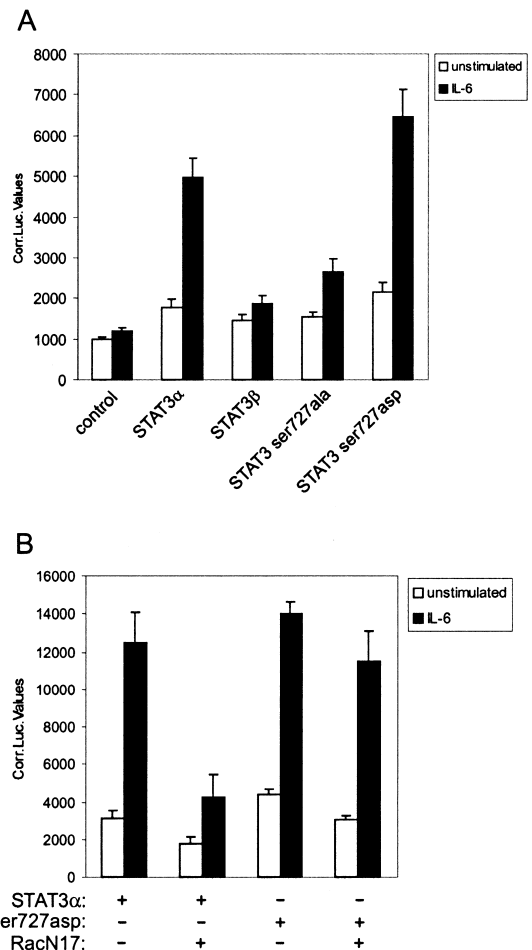 A
8000
7000
6000
5000
4000
3000
2000
1000
0
Corr.Luc.Values
unstimulated
IL-6
control
STAT3α
STAT3β
STAT3 ser727ala
STAT3 ser727asp
B
16000
14000
12000
10000
8000
6000
4000
2000
0
Corr.Luc.Values
unstimulated
IL-6
STAT3α: + + - -
er727asp: - - + +
RacN17: - + - +